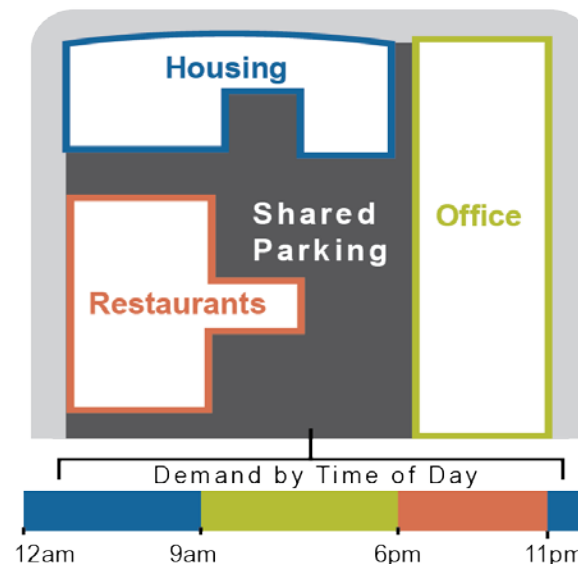 Housing
Shared
Parking
Office
Restaurants
Demand by Time of Day
12am 9am 6pm 11pm